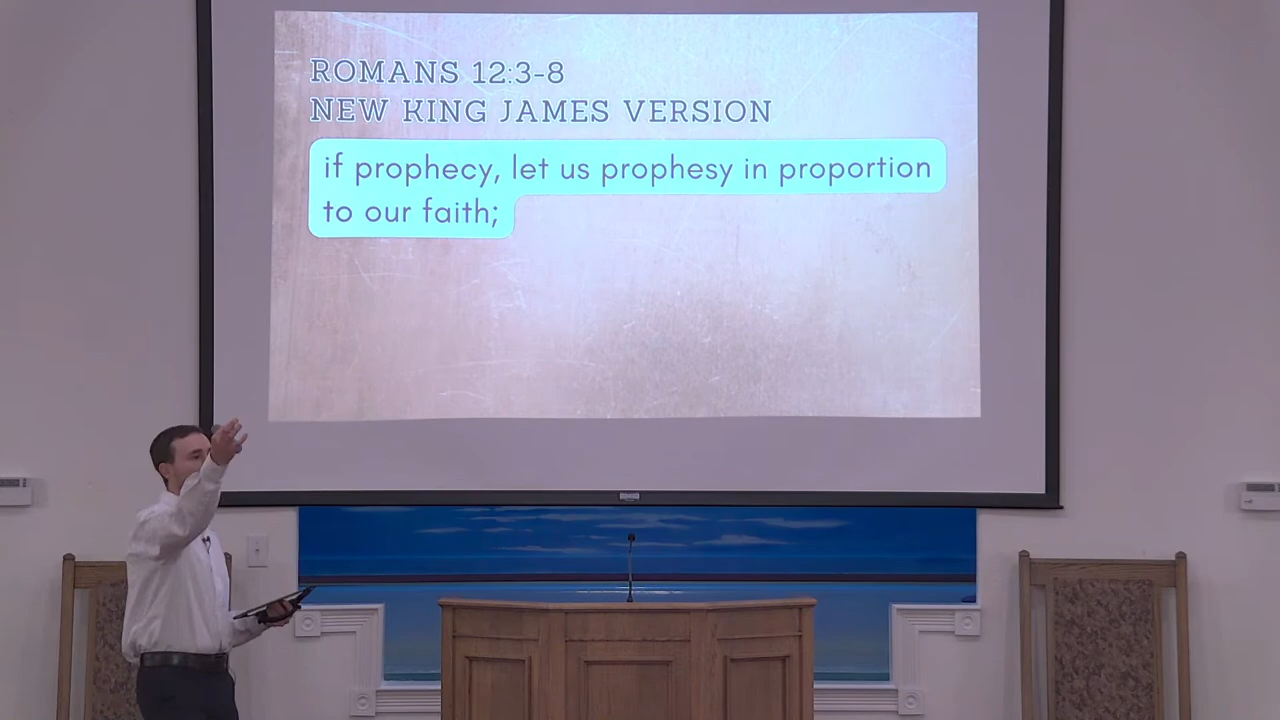 ROMANS 12:3-8
NEW KING JAMES VERSION
if prophecy, let us prophesy in proportion
to our faith;